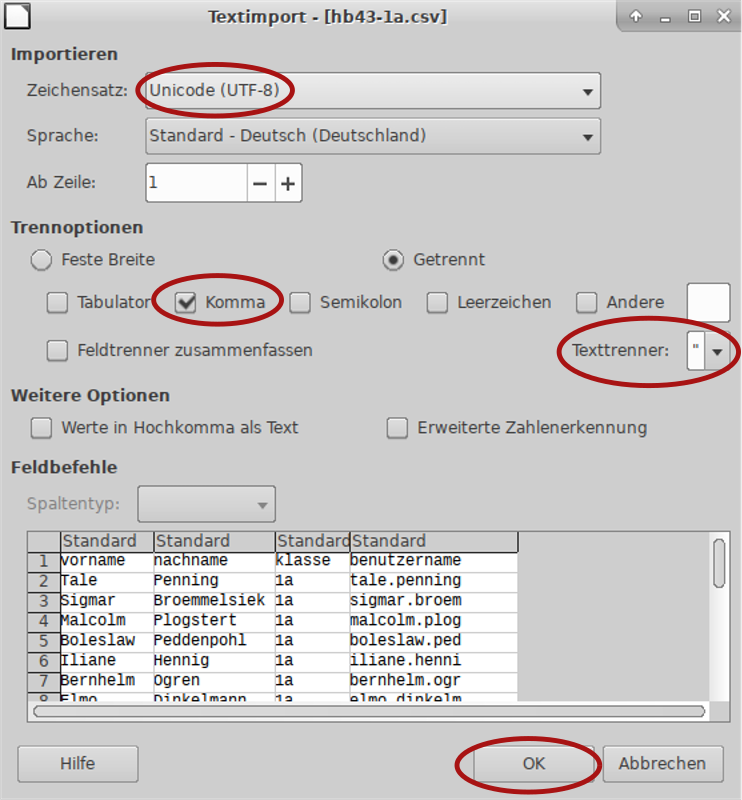 Textimport - [hb43-1a.csv]
Importieren
Zeichensatz: Unicode (UTF-8)
Sprache: Standard - Deutsch (Deutschland)
Ab Zeile: 1
Trennoptionen
Feste Breite Getrennt
Tabulator Komma Semikolon Leerzeichen Andere
Feldtrenner zusammenfassen Texttrenner: "
Weitere Optionen
Werte in Hochkomma als Text Erweiterte Zahlenerkennung
Feldbefehle
Spaltentyp:
Standard Standard Standard Standard
1 vorname nachname klasse benutzername
2 Tale Penning 1a tale.penning
3 Sigmar Broemmelsiek 1a sigmar.broem
4 Malcolm Plogstert 1a malcolm.plog
5 Boleslaw Peddenpohl 1a boleslaw.ped
6 Iliane Hennig 1a iliane.henni
7 Bernhelm Ogren 1a bernhelm.ogr
8 Elmo Dinkelmann 1a elmo.dinkelm
Hilfe OK Abbrechen